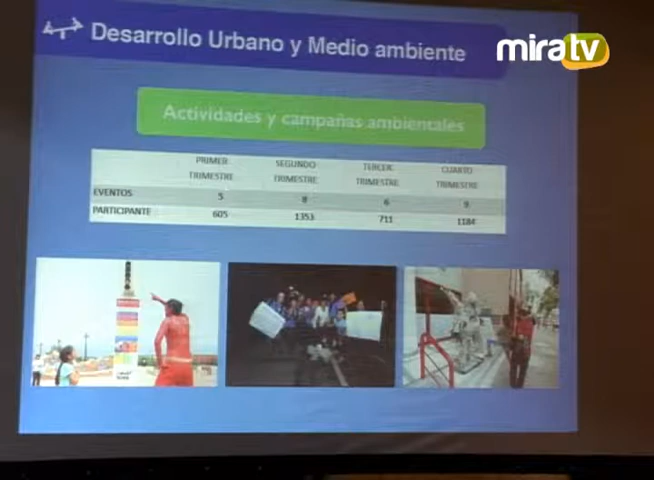 Desarrollo Urbano y Medio ambiente
miratv
Actividades y campañas ambientales
PRIMER TRIMESTRE SEGUNDO TRIMESTRE TERCER TRIMESTRE CUARTO TRIMESTRE
EVENTOS 5 8 6 9
PARTICIPANTE 605 1353 711 1184